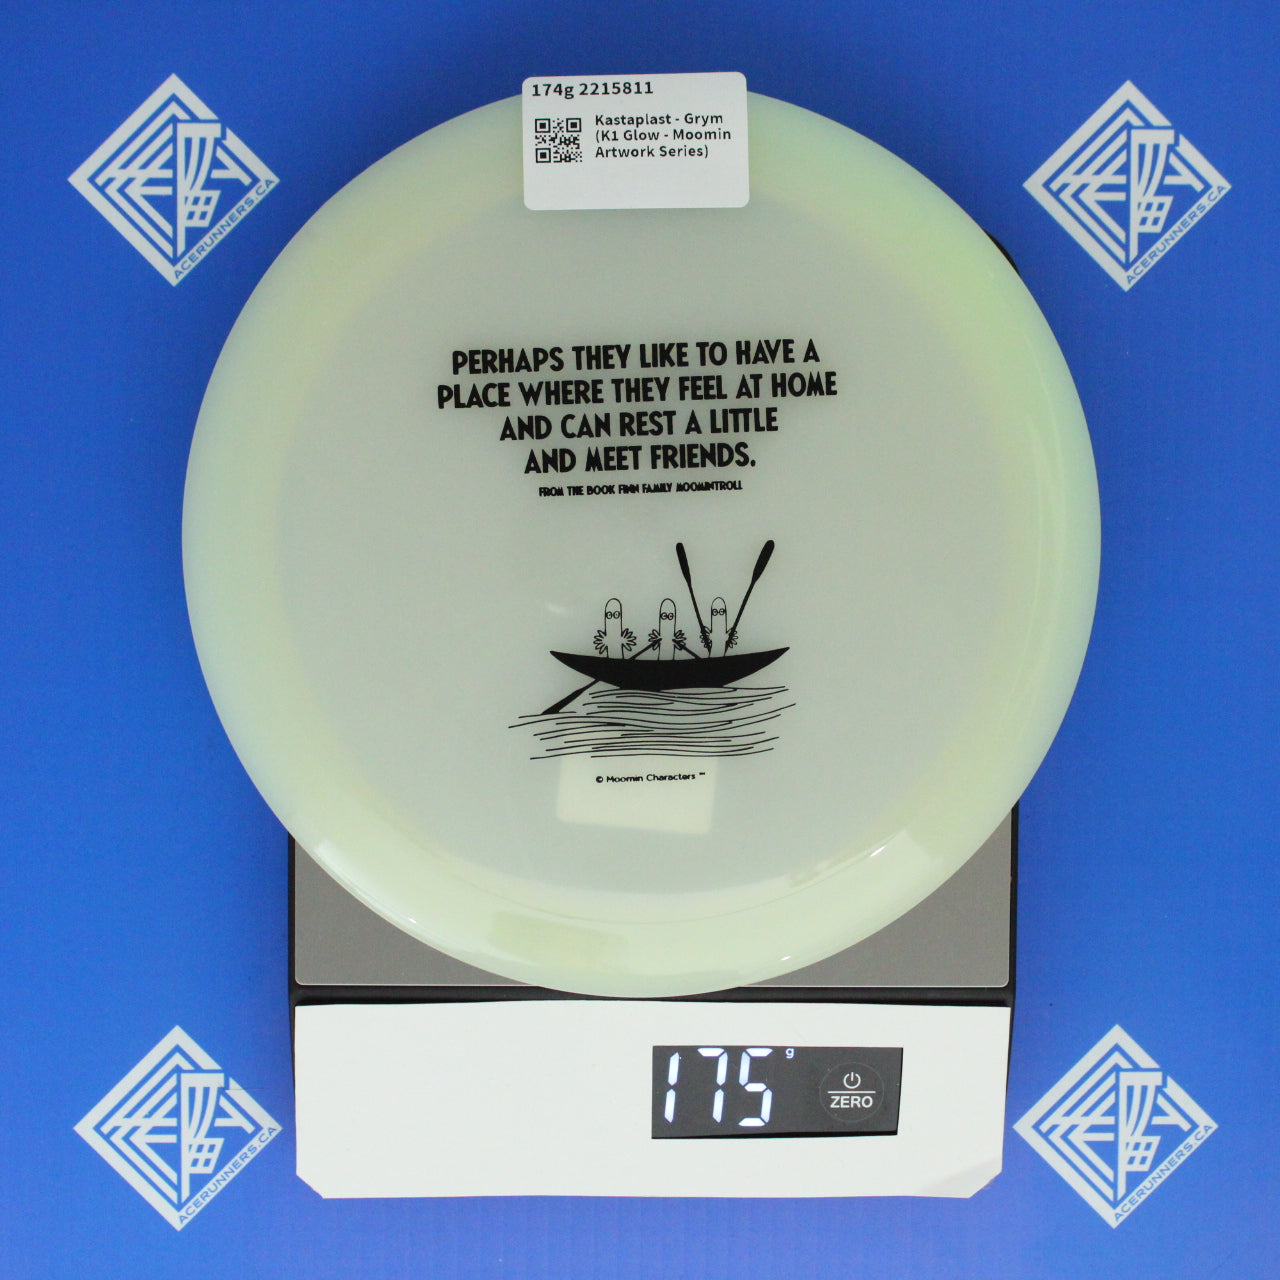 174g 2215811
Kastaplast - Grym
(K1 Glow - Moomin
Artwork Series)
ACERUNNERS.CA
ACERUNNERS.CA
PERHAPS THEY LIKE TO HAVE A
PLACE WHERE THEY FEEL AT HOME
AND CAN REST A LITTLE
AND MEET FRIENDS.
FROM THE BOOK FINN FAMILY MOOMINTROLL
© Moomin Characters ™
175 g
ZERO
ACERUNNERS.CA
ACERUNNERS.CA